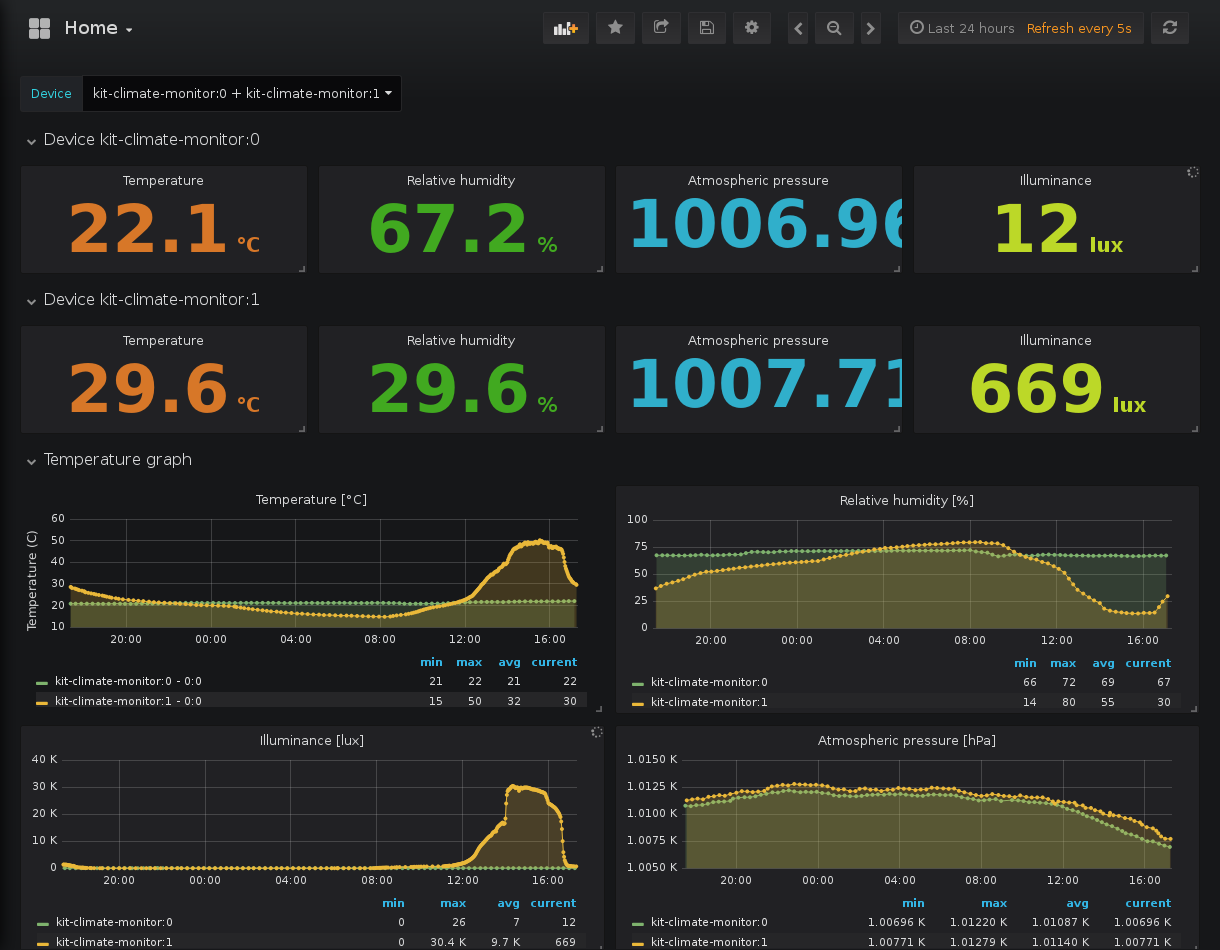 Home
Last 24 hours Refresh every 5s
Device kit-climate-monitor:0 + kit-climate-monitor:1
Device kit-climate-monitor:0
Temperature
22.1 °C
Relative humidity
67.2 %
Atmospheric pressure
1006.96
Illuminance
12 lux
Device kit-climate-monitor:1
Temperature
29.6 °C
Relative humidity
29.6 %
Atmospheric pressure
1007.71
Illuminance
669 lux
Temperature graph
Temperature [°C]
Temperature (C)
60
50
40
30
20
10
20:00 00:00 04:00 08:00 12:00 16:00
min max avg current
kit-climate-monitor:0 - 0:0 21 22 21 22
kit-climate-monitor:1 - 0:0 15 50 32 30
Relative humidity [%]
100
75
50
25
0
20:00 00:00 04:00 08:00 12:00 16:00
min max avg current
kit-climate-monitor:0 66 72 69 67
kit-climate-monitor:1 14 80 55 30
Illuminance [lux]
40 K
30 K
20 K
10 K
0
20:00 00:00 04:00 08:00 12:00 16:00
min max avg current
kit-climate-monitor:0 0 26 7 12
kit-climate-monitor:1 0 30.4 K 9.7 K 669
Atmospheric pressure [hPa]
1.0150 K
1.0125 K
1.0100 K
1.0075 K
1.0050 K
20:00 00:00 04:00 08:00 12:00 16:00
min max avg current
kit-climate-monitor:0 1.00696 K 1.01220 K 1.01087 K 1.00696 K
kit-climate-monitor:1 1.00771 K 1.01279 K 1.01140 K 1.00771 K